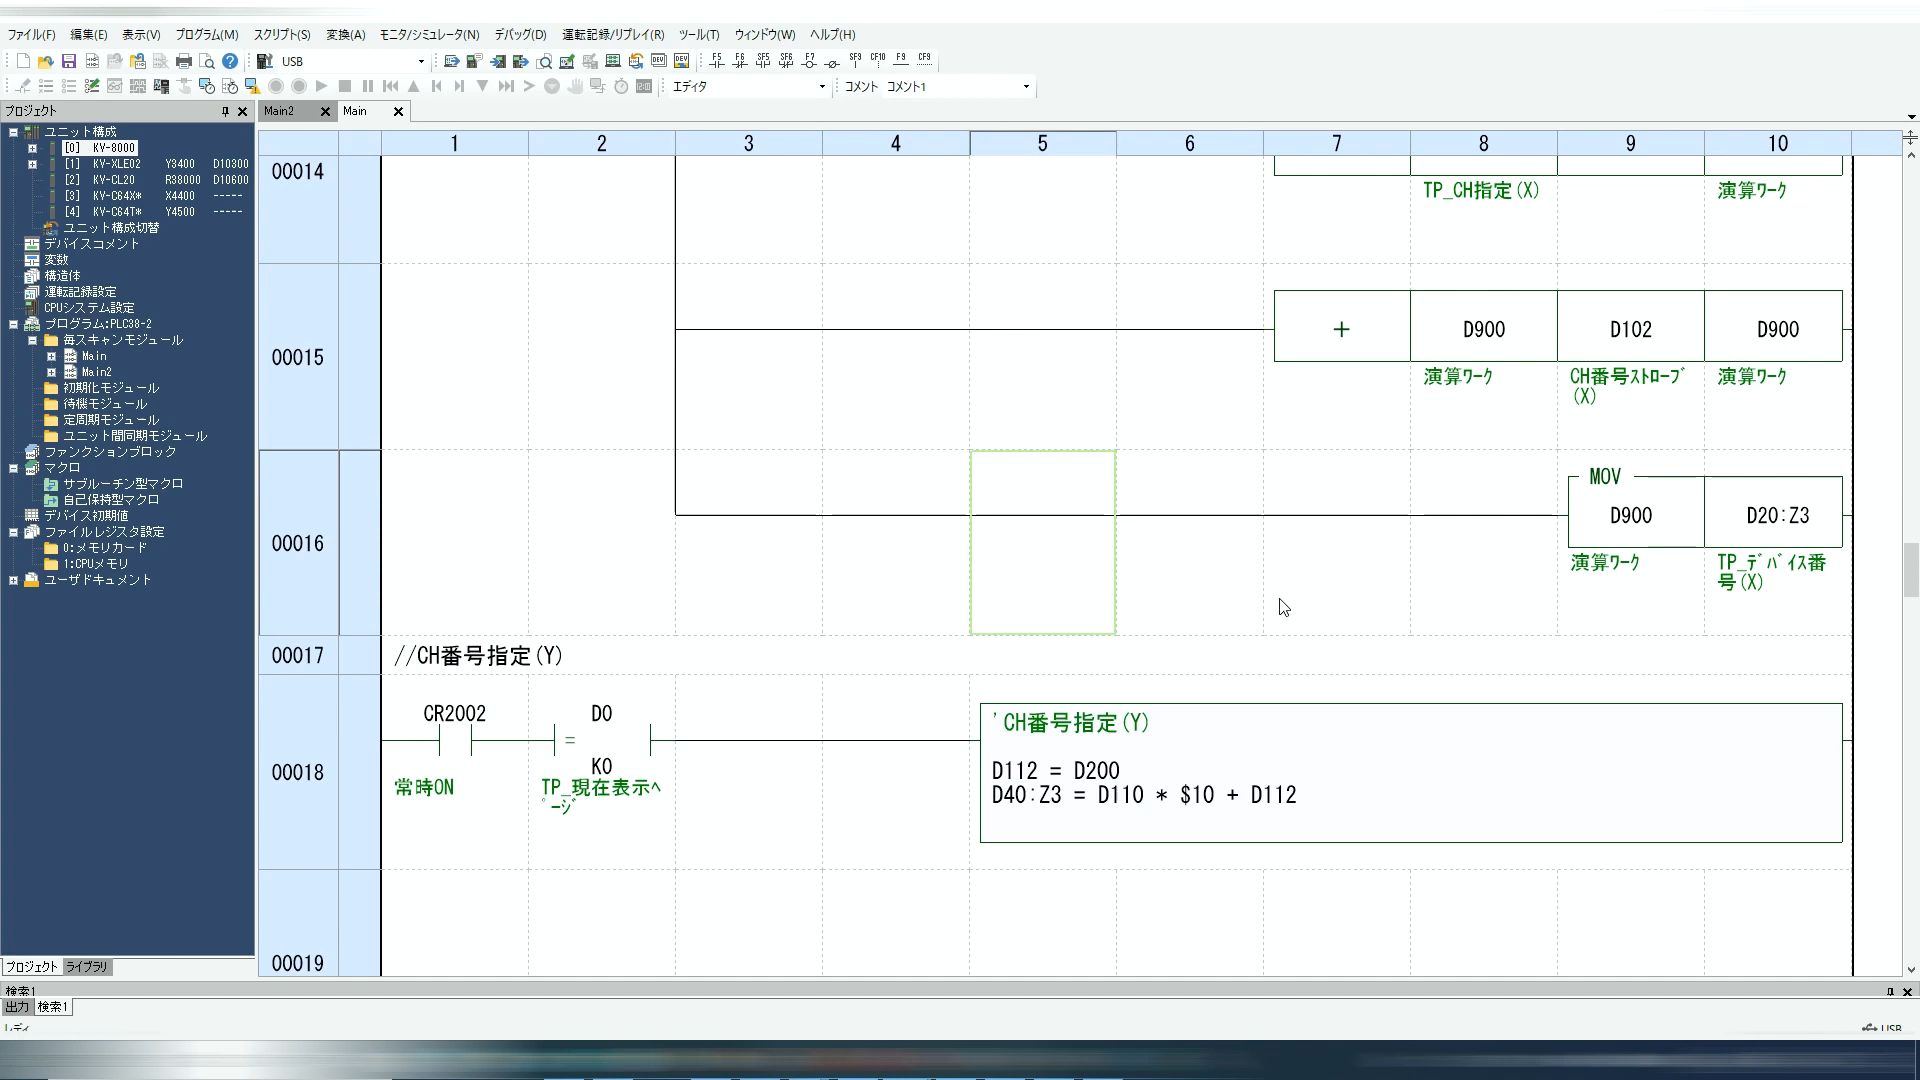 ファイル(F) 編集(E) 表示(V) プログラム(M) スクリプト(S) 変換(A) モニタ/シミュレータ(N) デバッグ(D) 運転記録/リプレイ(R) ツール(T) ウィンドウ(W) ヘルプ(H)
USB F5 F6 SF5 SF6 F7 SF9 CF10 F9 CF9
エディタ コメント コメント1
プロジェクト
Main2 Main
ユニット構成
[0] KV-8000
[1] KV-XLE02 Y3400 D10300
[2] KV-CL20 R38000 D10600
[3] KV-C64X* X4400 -----
[4] KV-C64T* Y4500 -----
ユニット構成切替
デバイスコメント
変数
構造体
運転記録設定
CPUシステム設定
プログラム:PLC38-2
毎スキャンモジュール
Main
Main2
初期化モジュール
待機モジュール
定周期モジュール
ユニット間同期モジュール
ファンクションブロック
マクロ
サブルーチン型マクロ
自己保持型マクロ
デバイス初期値
ファイルレジスタ設定
0:メモリカード
1:CPUメモリ
ユーザドキュメント
プロジェクト ライブラリ
1 2 3 4 5 6 7 8 9 10
00014
TP_CH指定(X) 演算ﾜｰｸ
00015
+ D900 D102 D900
演算ﾜｰｸ CH番号ｽﾄﾛｰﾌﾞ 演算ﾜｰｸ
(X)
00016
MOV
D900 D20:Z3
演算ﾜｰｸ TP_ﾃﾞﾊﾞｲｽ番
号(X)
00017 //CH番号指定(Y)
00018
CR2002 D0
=
K0
常時ON TP_現在表示ﾍ
ﾟｰｼﾞ
'CH番号指定(Y)
D112 = D200
D40:Z3 = D110 * $10 + D112
00019
検索1
出力 検索1
レディ USB